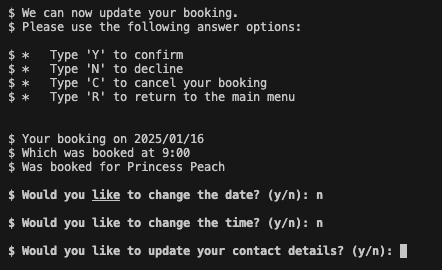 $ We can now update your booking.
$ Please use the following answer options:
$ *   Type 'Y' to confirm
$ *   Type 'N' to decline
$ *   Type 'C' to cancel your booking
$ *   Type 'R' to return to the main menu
$ Your booking on 2025/01/16
$ Which was booked at 9:00
$ Was booked for Princess Peach
$ Would you like to change the date? (y/n): n
$ Would you like to change the time? (y/n): n
$ Would you like to update your contact details? (y/n):